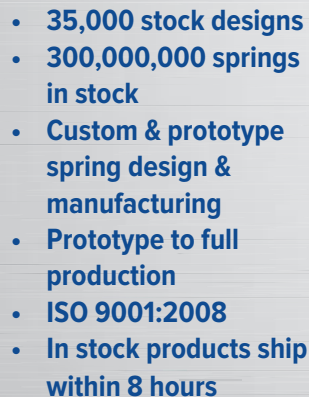 • 35,000 stock designs
• 300,000,000 springs
in stock
• Custom & prototype
spring design &
manufacturing
• Prototype to full
production
• ISO 9001:2008
• In stock products ship
within 8 hours